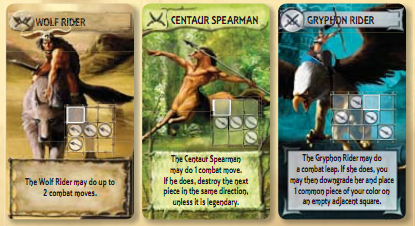 WOLF RIDER
The Wolf Rider may do up to
2 combat moves.
CENTAUR SPEARMAN
The Centaur Spearman
may do 1 combat move.
If he does, destroy the next
piece in the same direction,
unless it is legendary.
GRYPHON RIDER
The Gryphon Rider may do
a combat leap. If she does, you
may then downgrade her and place
1 common piece of your color on
an empty adjacent square.